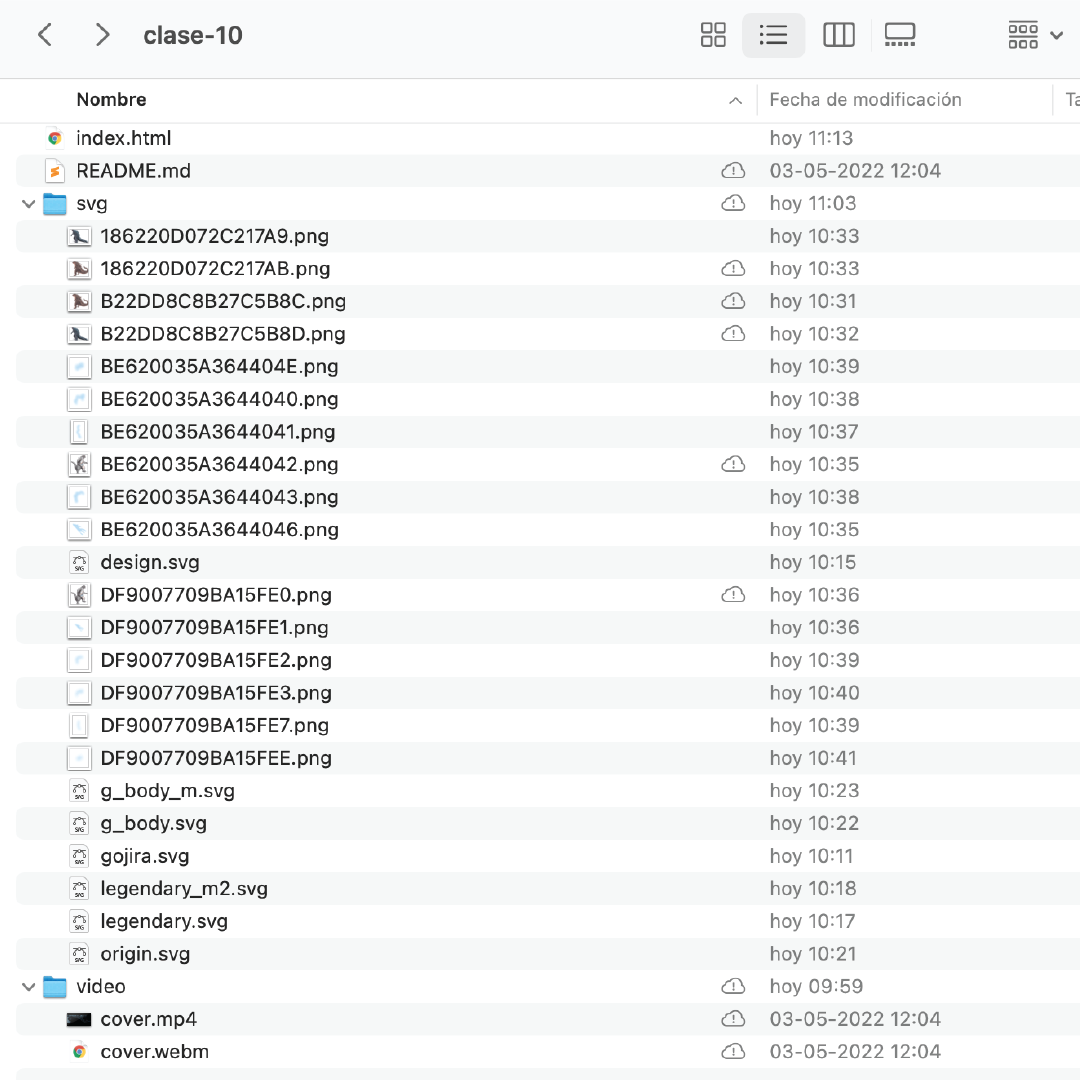 clase-10
Nombre Fecha de modificación Ta
index.html hoy 11:13
README.md 03-05-2022 12:04
svg hoy 11:03
186220D072C217A9.png hoy 10:33
186220D072C217AB.png hoy 10:33
B22DD8C8B27C5B8C.png hoy 10:31
B22DD8C8B27C5B8D.png hoy 10:32
BE620035A364404E.png hoy 10:39
BE620035A3644040.png hoy 10:38
BE620035A3644041.png hoy 10:37
BE620035A3644042.png hoy 10:35
BE620035A3644043.png hoy 10:38
BE620035A3644046.png hoy 10:35
design.svg hoy 10:15
DF9007709BA15FE0.png hoy 10:36
DF9007709BA15FE1.png hoy 10:36
DF9007709BA15FE2.png hoy 10:39
DF9007709BA15FE3.png hoy 10:40
DF9007709BA15FE7.png hoy 10:39
DF9007709BA15FEE.png hoy 10:41
g_body_m.svg hoy 10:23
g_body.svg hoy 10:22
gojira.svg hoy 10:11
legendary_m2.svg hoy 10:18
legendary.svg hoy 10:17
origin.svg hoy 10:21
video hoy 09:59
cover.mp4 03-05-2022 12:04
cover.webm 03-05-2022 12:04